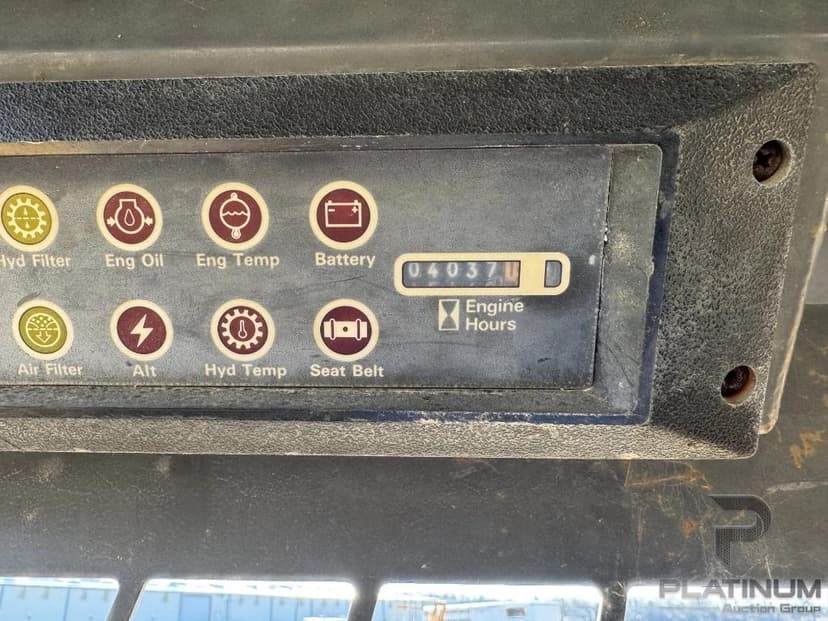 Hyd Filter Eng Oil Eng Temp Battery
04037
Engine
Hours
Air Filter Alt Hyd Temp Seat Belt
PLATINUM
Auction Group